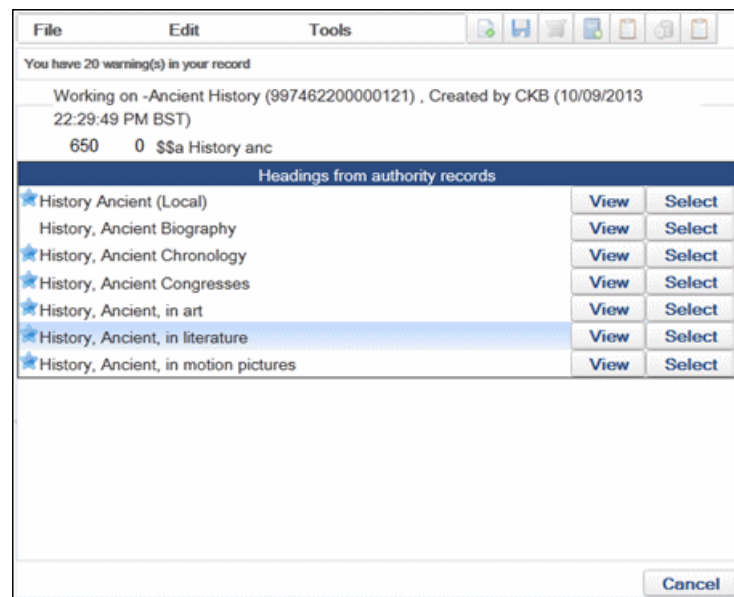 File Edit Tools
You have 20 warning(s) in your record
Working on -Ancient History (997462200000121) , Created by CKB (10/09/2013
22:29:49 PM BST)
650 0 $$a History anc
Headings from authority records
History Ancient (Local) View Select
History, Ancient Biography View Select
History, Ancient Chronology View Select
History, Ancient Congresses View Select
History, Ancient, in art View Select
History, Ancient, in literature View Select
History, Ancient, in motion pictures View Select
Cancel